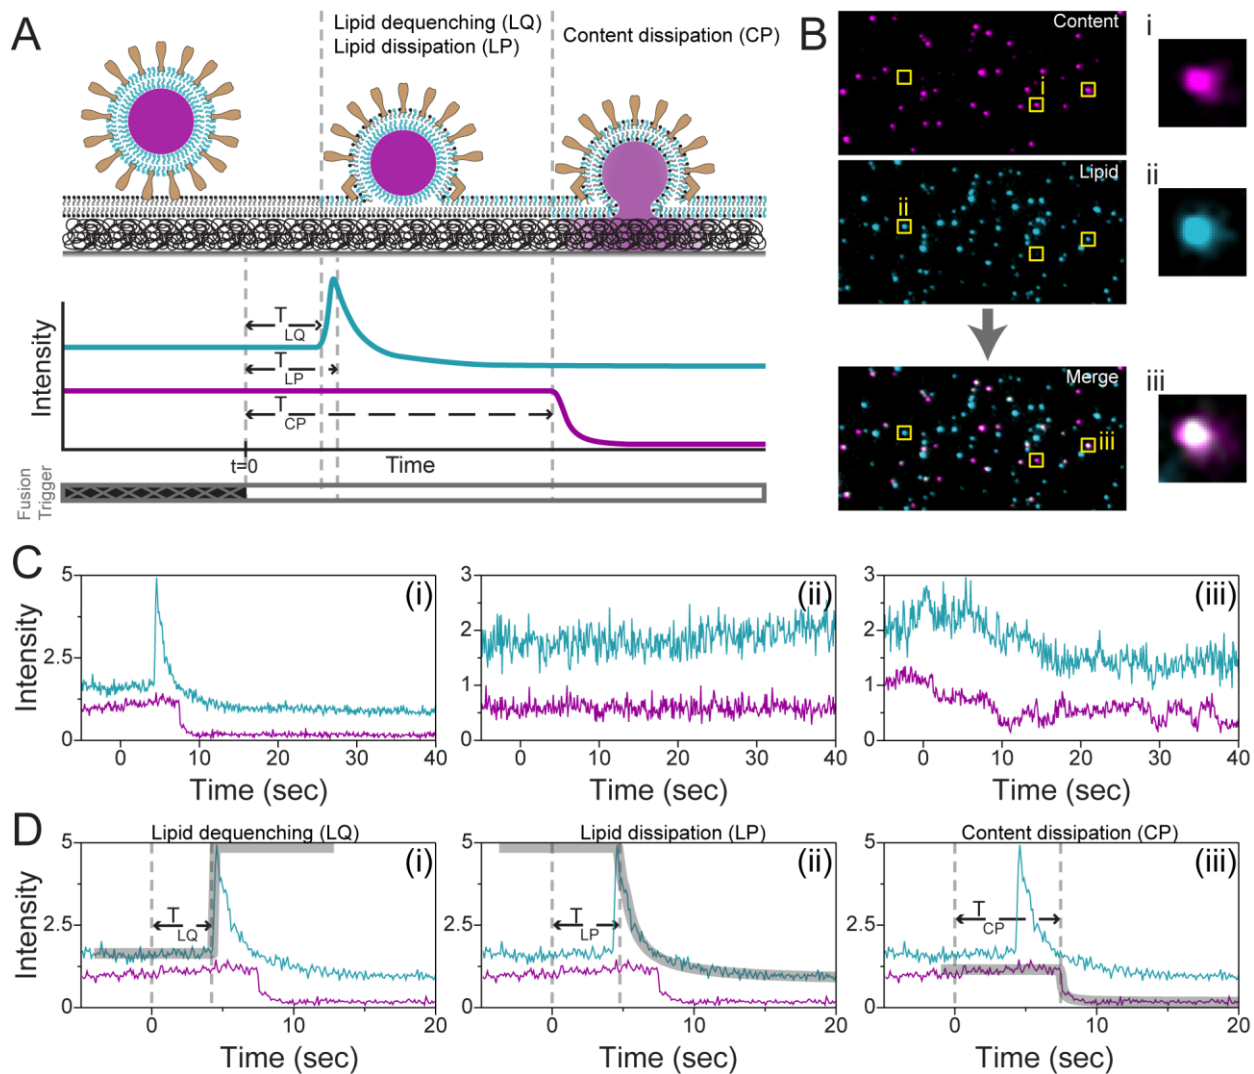 A
Lipid dequenching (LQ)
Lipid dissipation (LP)
Content dissipation (CP)
Intensity
T
LQ
T
LP
T
CP
t=0
Time
Fusion
Trigger
B
Content
i
Lipid
ii
Merge
iii
i
ii
iii
C
Intensity
5
2.5
0
(i)
0
10
20
30
40
Time (sec)
3
2
1
0
(ii)
0
10
20
30
40
Time (sec)
3
2
1
0
(iii)
0
10
20
30
40
Time (sec)
D
Lipid dequenching (LQ)
Intensity
5
2.5
0
(i)
T
LQ
0
10
20
Time (sec)
Lipid dissipation (LP)
5
2.5
0
(ii)
T
LP
0
10
20
Time (sec)
Content dissipation (CP)
5
2.5
0
(iii)
T
CP
0
10
20
Time (sec)